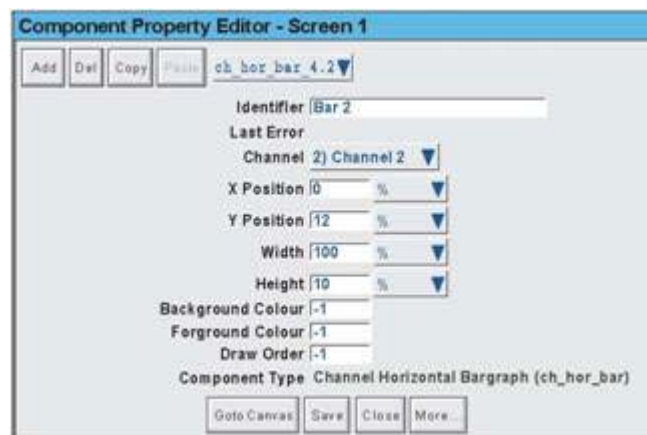 Component Property Editor - Screen 1
Add Del Copy Paste ch_hor_bar_4.2
Identifier Bar 2
Last Error
Channel 2) Channel 2
X Position 0 %
Y Position 12 %
Width 100 %
Height 10 %
Background Colour -1
Forground Colour -1
Draw Order -1
Component Type Channel Horizontal Bargraph (ch_hor_bar)
Goto Canvas Save Close More...